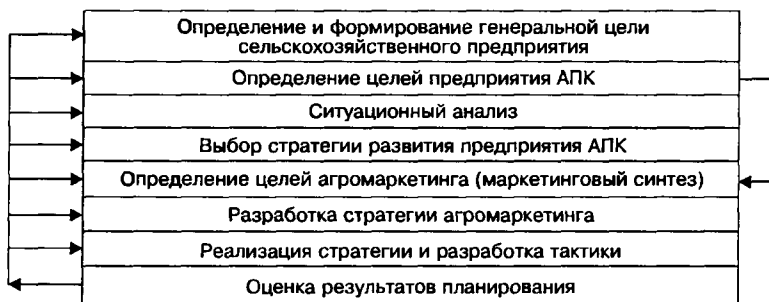 Определение и формирование генеральной цели
сельскохозяйственного предприятия
Определение целей предприятия АПК
Ситуационный анализ
Выбор стратегии развития предприятия АПК
Определение целей агромаркетинга (маркетинговый синтез)
Разработка стратегии агромаркетинга
Реализация стратегии и разработка тактики
Оценка результатов планирования